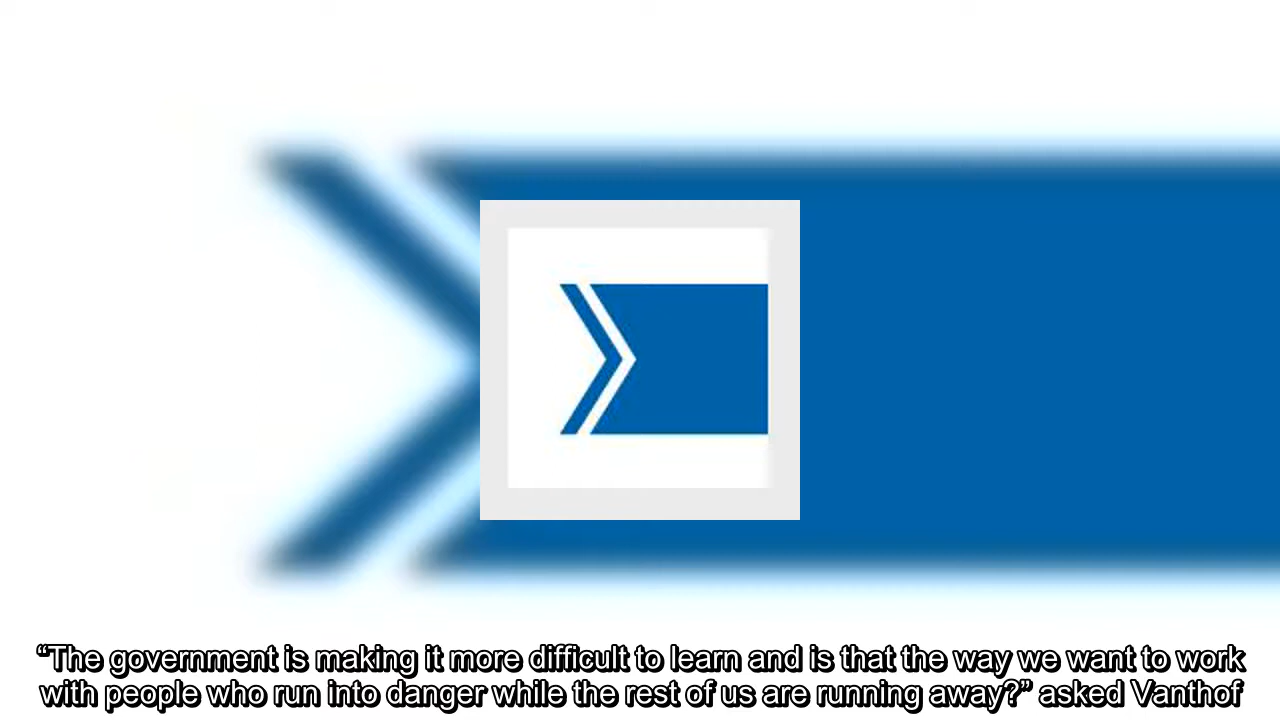 “The government is making it more difficult to learn and is that the way we want to work
with people who run into danger while the rest of us are running away?” asked Vanthof